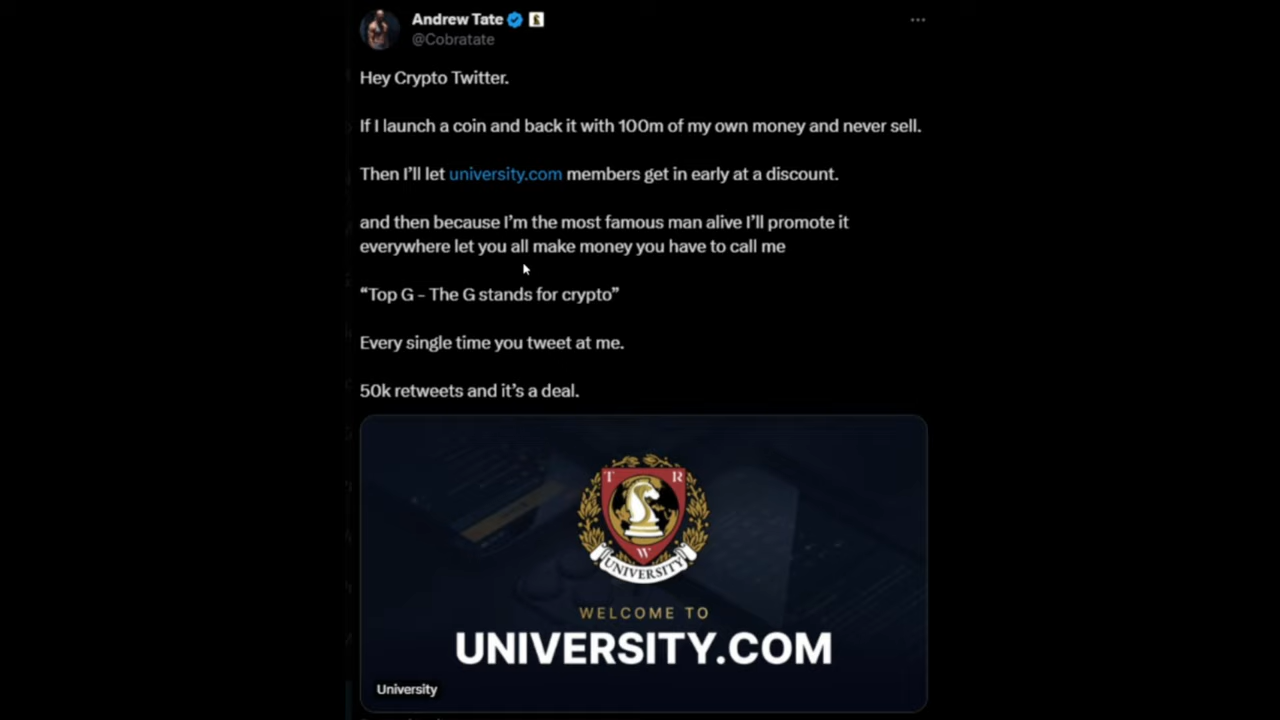 Andrew Tate
@Cobratate
Hey Crypto Twitter.
If I launch a coin and back it with 100m of my own money and never sell.
Then I’ll let university.com members get in early at a discount.
and then because I’m the most famous man alive I’ll promote it
everywhere let you all make money you have to call me
“Top G - The G stands for crypto”
Every single time you tweet at me.
50k retweets and it’s a deal.
T R
W
UNIVERSITY
WELCOME TO
UNIVERSITY.COM
University